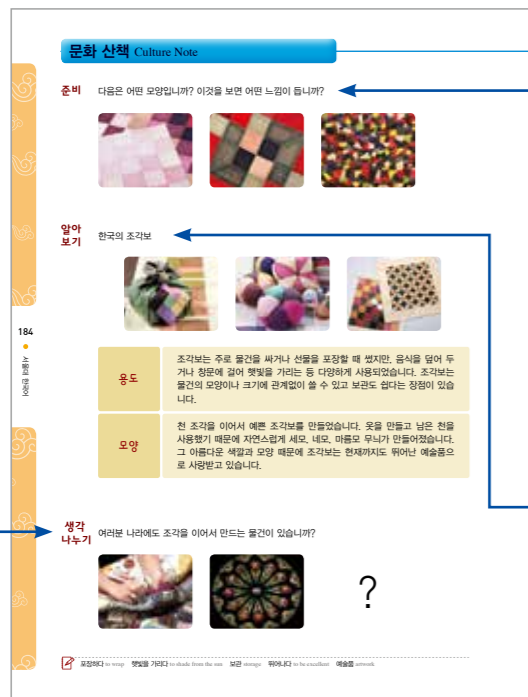 문화 산책 Culture Note
준비 다음은 어떤 모양입니까? 이것을 보면 어떤 느낌이 듭니까?
알아
보기 한국의 조각보
184
서울대 한국어
용도
조각보는 주로 물건을 싸거나 선물을 포장할 때 썼지만, 음식을 덮어 두
거나 창문에 걸어 햇빛을 가리는 등 다양하게 사용되었습니다. 조각보는
물건의 모양이나 크기에 관계없이 쓸 수 있고 보관도 쉽다는 장점이 있습
니다.
모양
천 조각을 이어서 예쁜 조각보를 만들었습니다. 옷을 만들고 남은 천을
사용했기 때문에 자연스럽게 세모, 네모, 마름모 무늬가 만들어졌습니다.
그 아름다운 색깔과 모양 때문에 조각보는 현재까지도 뛰어난 예술품으
로 사랑받고 있습니다.
생각
나누기 여러분 나라에도 조각을 이어서 만드는 물건이 있습니까?
?
포장하다 to wrap 햇빛을 가리다 to shade from the sun 보관 storage 뛰어나다 to be excellent 예술품 artwork